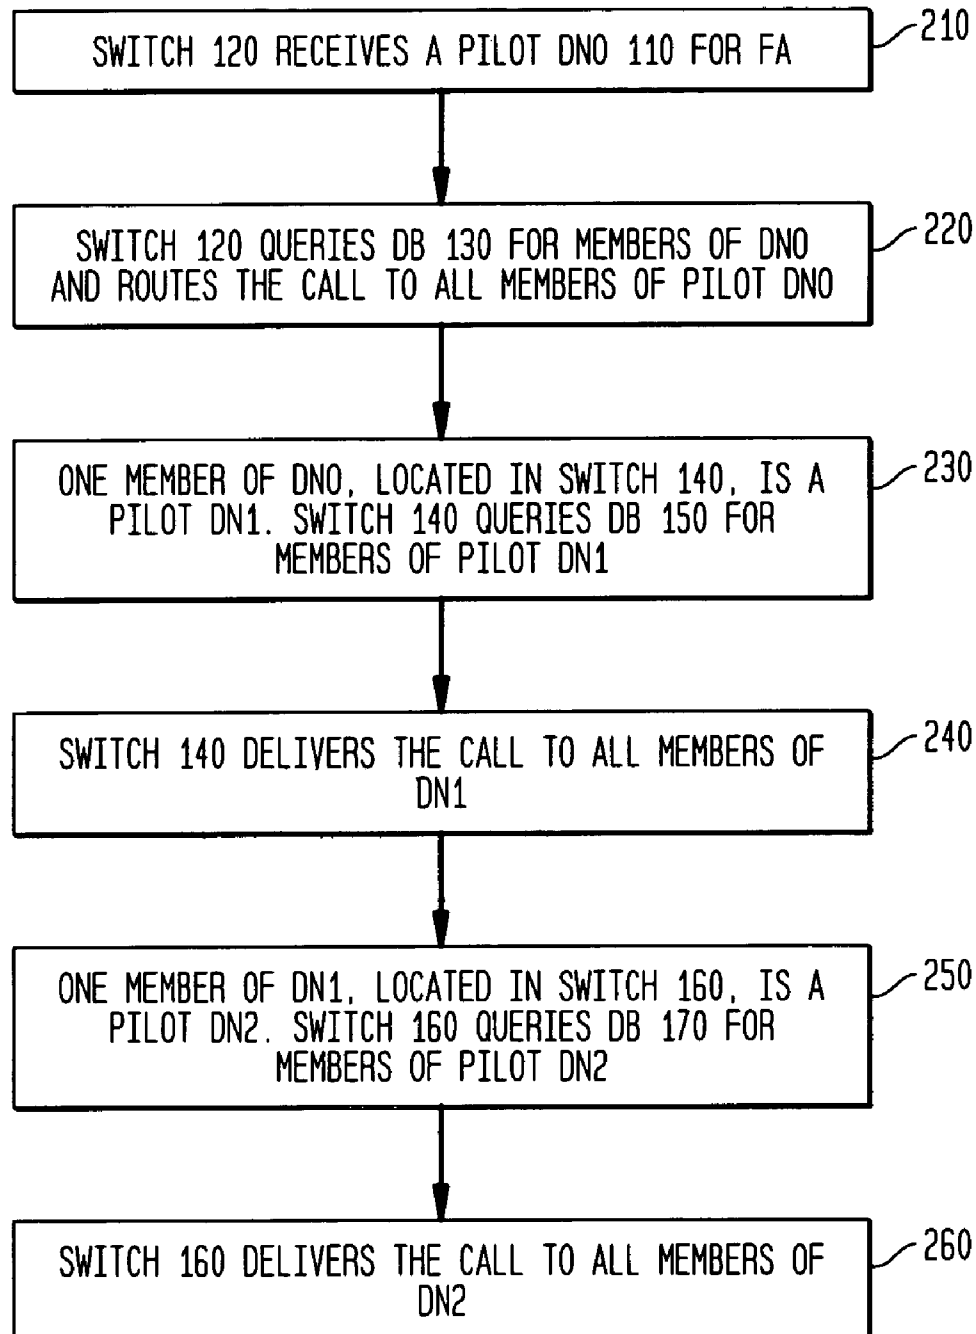 SWITCH 120 RECEIVES A PILOT DN0 110 FOR FA
210
SWITCH 120 QUERIES DB 130 FOR MEMBERS OF DN0
AND ROUTES THE CALL TO ALL MEMBERS OF PILOT DN0
220
ONE MEMBER OF DN0, LOCATED IN SWITCH 140, IS A
PILOT DN1. SWITCH 140 QUERIES DB 150 FOR
MEMBERS OF PILOT DN1
230
SWITCH 140 DELIVERS THE CALL TO ALL MEMBERS OF
DN1
240
ONE MEMBER OF DN1, LOCATED IN SWITCH 160, IS A
PILOT DN2. SWITCH 160 QUERIES DB 170 FOR
MEMBERS OF PILOT DN2
250
SWITCH 160 DELIVERS THE CALL TO ALL MEMBERS OF
DN2
260